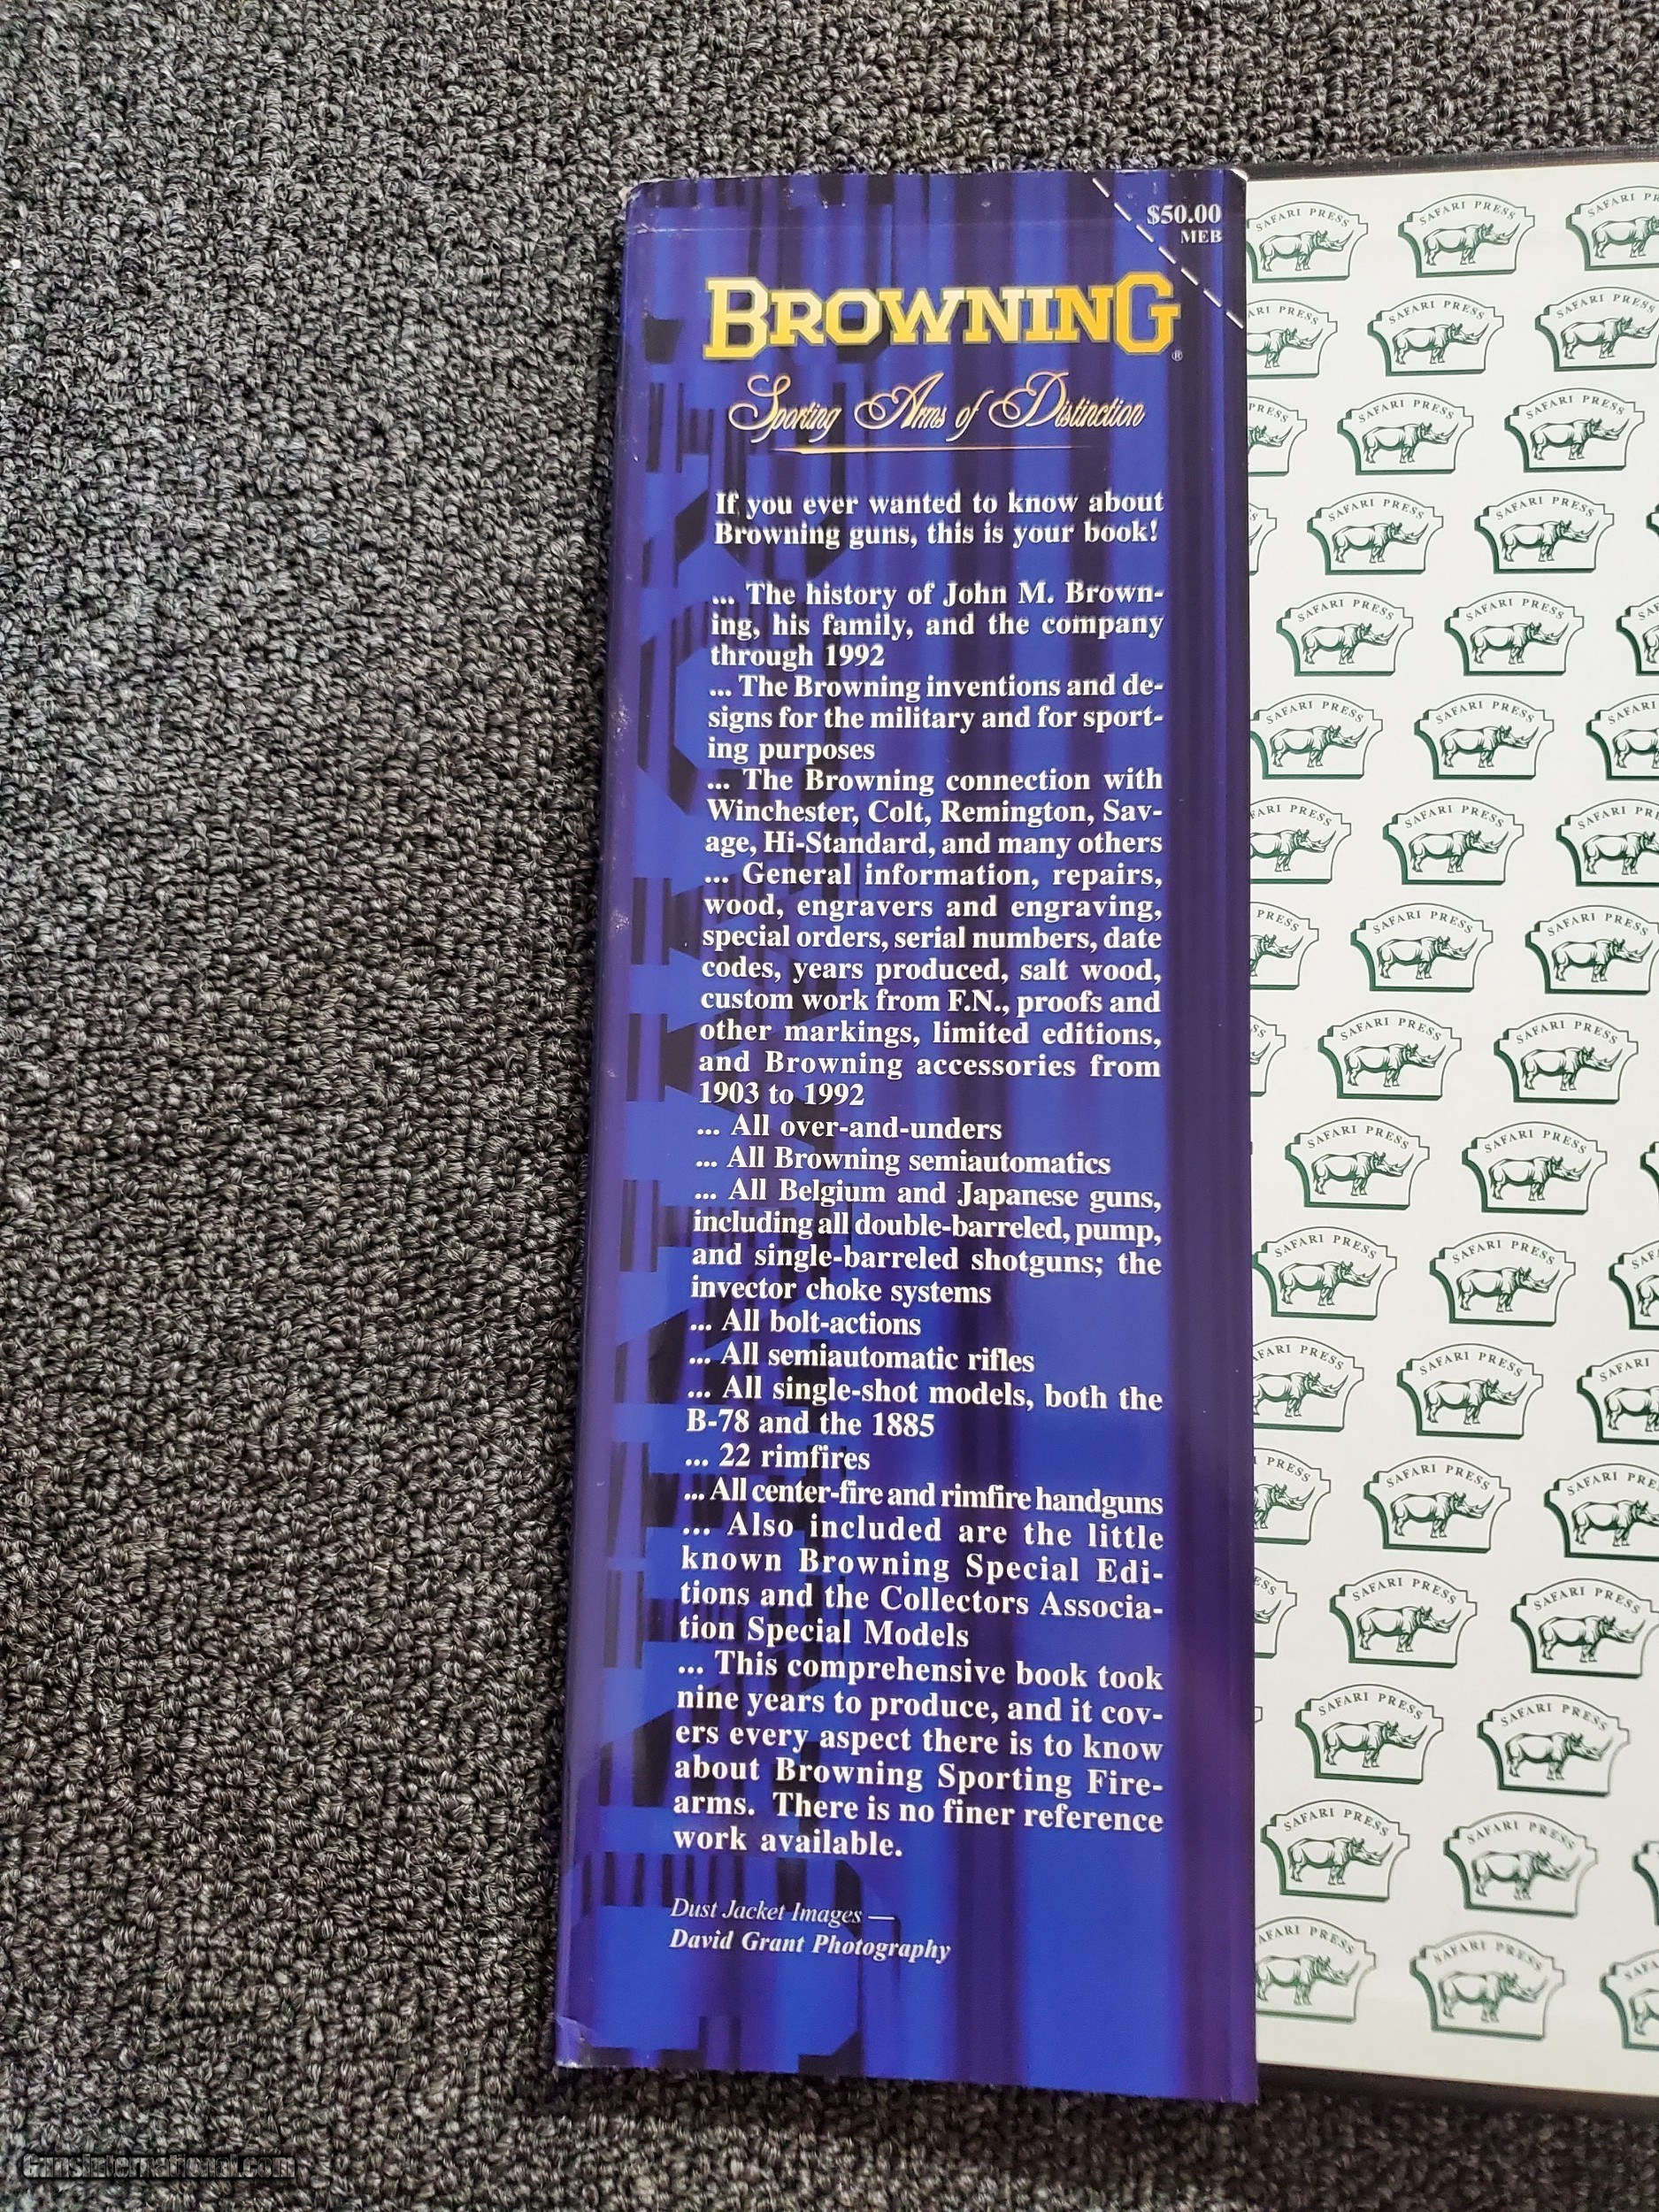 $50.00
MEB
BROWNING®
Sporting Arms of Distinction
If you ever wanted to know about
Browning guns, this is your book!
... The history of John M. Brown-
ing, his family, and the company
through 1992
... The Browning inventions and de-
signs for the military and for sport-
ing purposes
... The Browning connection with
Winchester, Colt, Remington, Sav-
age, Hi-Standard, and many others
... General information, repairs,
wood, engravers and engraving,
special orders, serial numbers, date
codes, years produced, salt wood,
custom work from F.N., proofs and
other markings, limited editions,
and Browning accessories from
1903 to 1992
... All over-and-unders
... All Browning semiautomatics
... All Belgium and Japanese guns,
including all double-barreled, pump,
and single-barreled shotguns; the
invector choke systems
... All bolt-actions
... All semiautomatic rifles
... All single-shot models, both the
B-78 and the 1885
... 22 rimfires
... All center-fire and rimfire handguns
... Also included are the little
known Browning Special Edi-
tions and the Collectors Associa-
tion Special Models
... This comprehensive book took
nine years to produce, and it cov-
ers every aspect there is to know
about Browning Sporting Fire-
arms. There is no finer reference
work available.
Dust Jacket Images —
David Grant Photography
SAFARI PRESS
GunsInternational.com